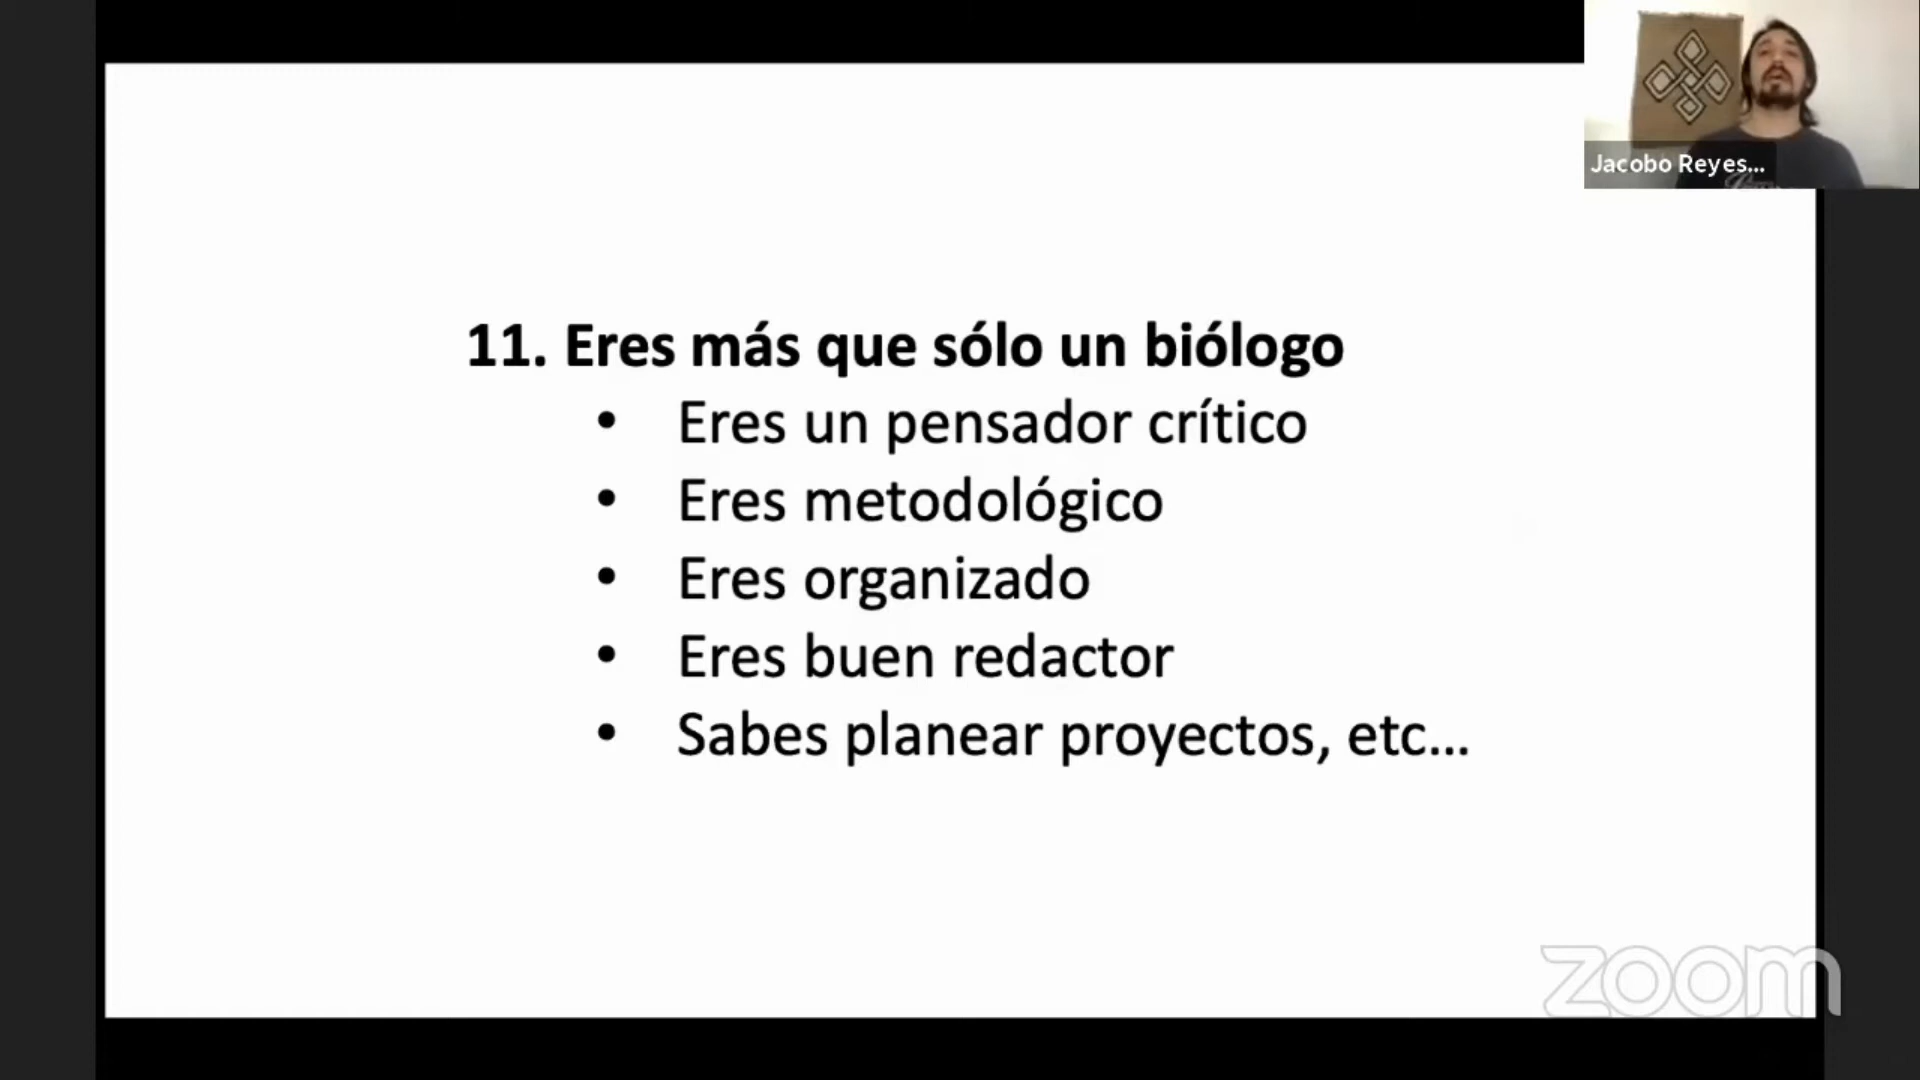 Jacobo Reyes...
11. Eres más que sólo un biólogo
• Eres un pensador crítico
• Eres metodológico
• Eres organizado
• Eres buen redactor
• Sabes planear proyectos, etc...
zoom